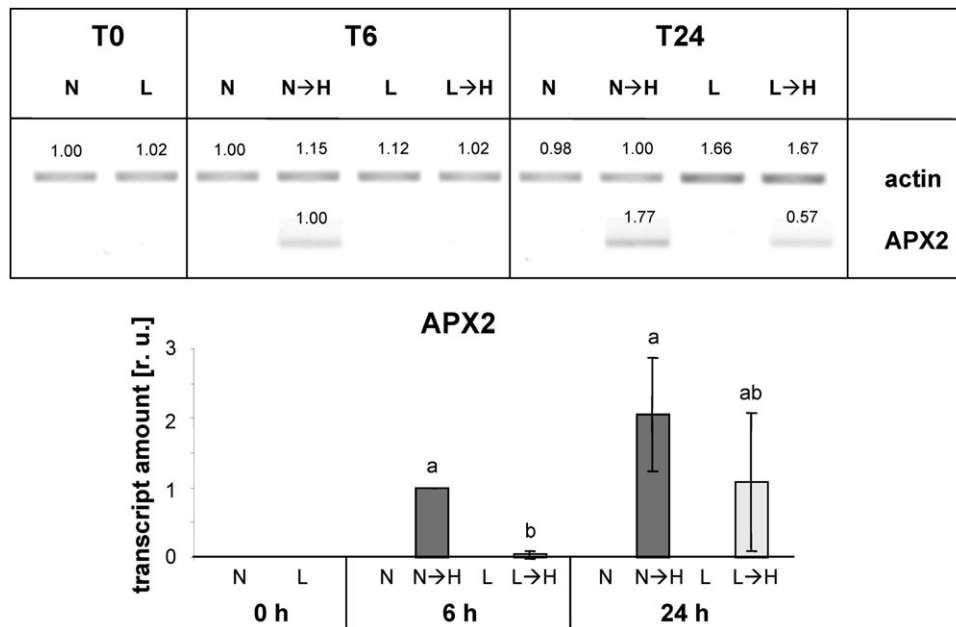 T0 T6 T24
N L N N→H L L→H N N→H L L→H
1.00 1.02 1.00 1.15 1.12 1.02 0.98 1.00 1.66 1.67
actin
1.00 1.77 0.57
APX2
APX2
transcript amount [r. u.]
3
2
1
0
a b a ab
N L N N→H L L→H N N→H L L→H
0 h 6 h 24 h